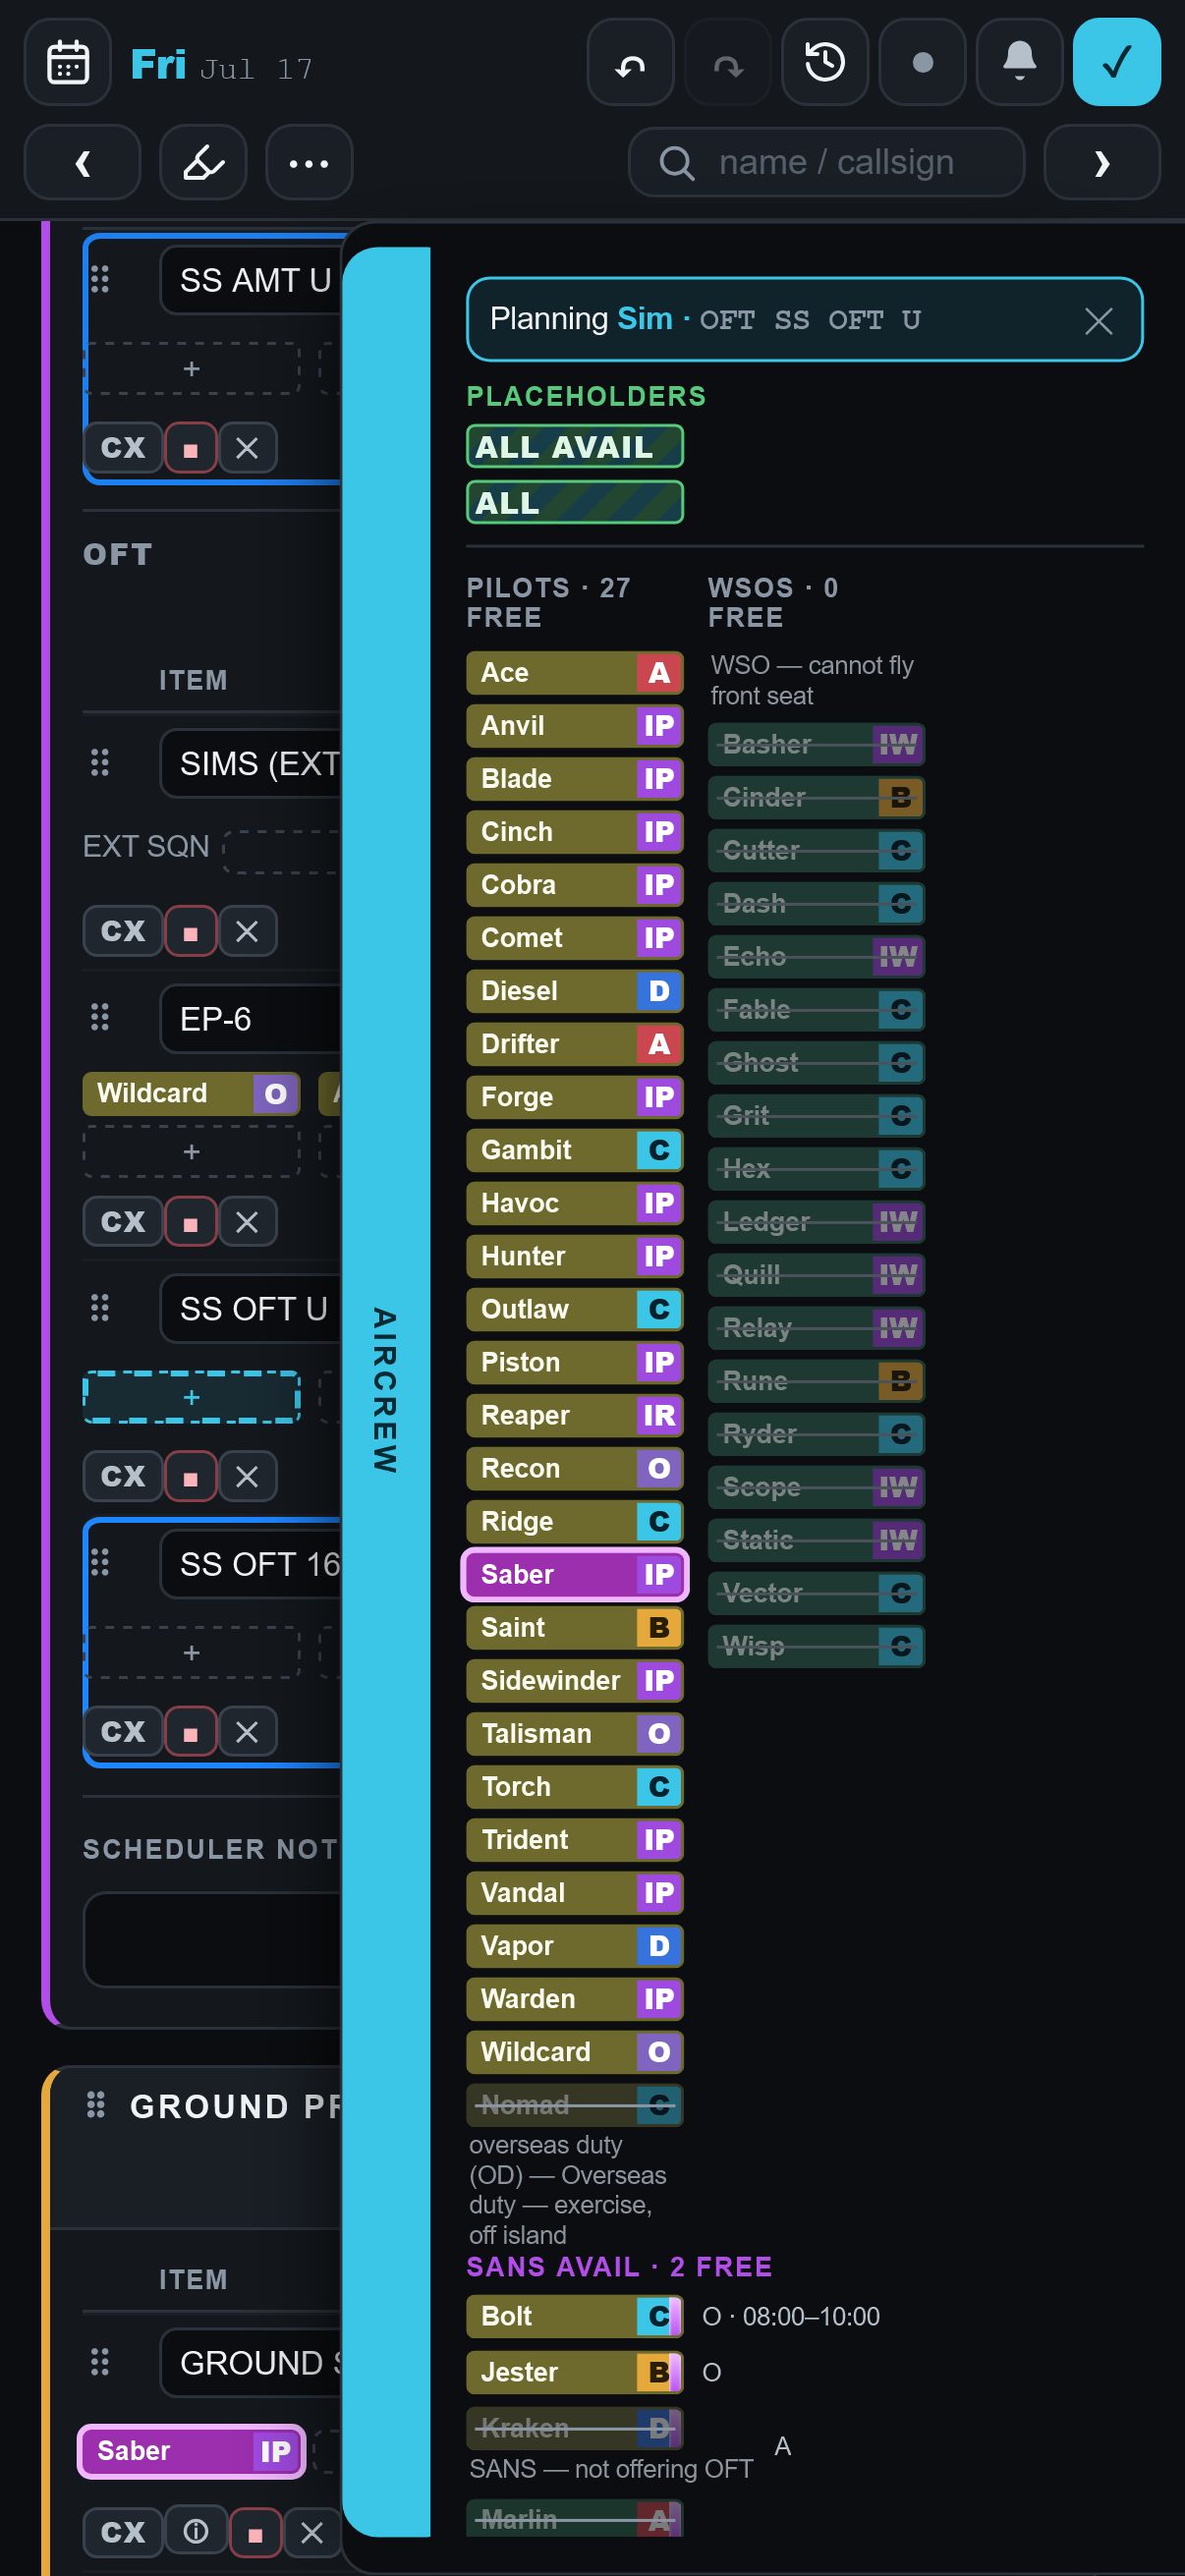 Fri Jul 17
name / callsign
SS AMT U
+
CX
OFT
ITEM
SIMS (EXT
EXT SQN
CX
EP-6
Wildcard O
+
CX
SS OFT U
+
CX
SS OFT 16
+
CX
SCHEDULER NOT
GROUND PR
ITEM
GROUND
Saber IP
CX
AIRCREW
Planning Sim · OFT SS OFT U
PLACEHOLDERS
ALL AVAIL
ALL
PILOTS · 27
FREE
Ace A
Anvil IP
Blade IP
Cinch IP
Cobra IP
Comet IP
Diesel D
Drifter A
Forge IP
Gambit C
Havoc IP
Hunter IP
Outlaw C
Piston IP
Reaper IR
Recon O
Ridge C
Saber IP
Saint B
Sidewinder IP
Talisman O
Torch C
Trident IP
Vandal IP
Vapor D
Warden IP
Wildcard O
Nomad C
overseas duty
(OD) — Overseas
duty — exercise,
off island
WSOS · 0
FREE
WSO — cannot fly
front seat
Basher IW
Cinder B
Cutter C
Dash C
Echo IW
Fable C
Ghost C
Grit C
Hex C
Ledger IW
Quill IW
Relay IW
Rune B
Ryder C
Scope IW
Static IW
Vector C
Wisp C
SANS AVAIL · 2 FREE
Bolt C O · 08:00–10:00
Jester B O
Kraken D A
SANS — not offering OFT
Marlin A